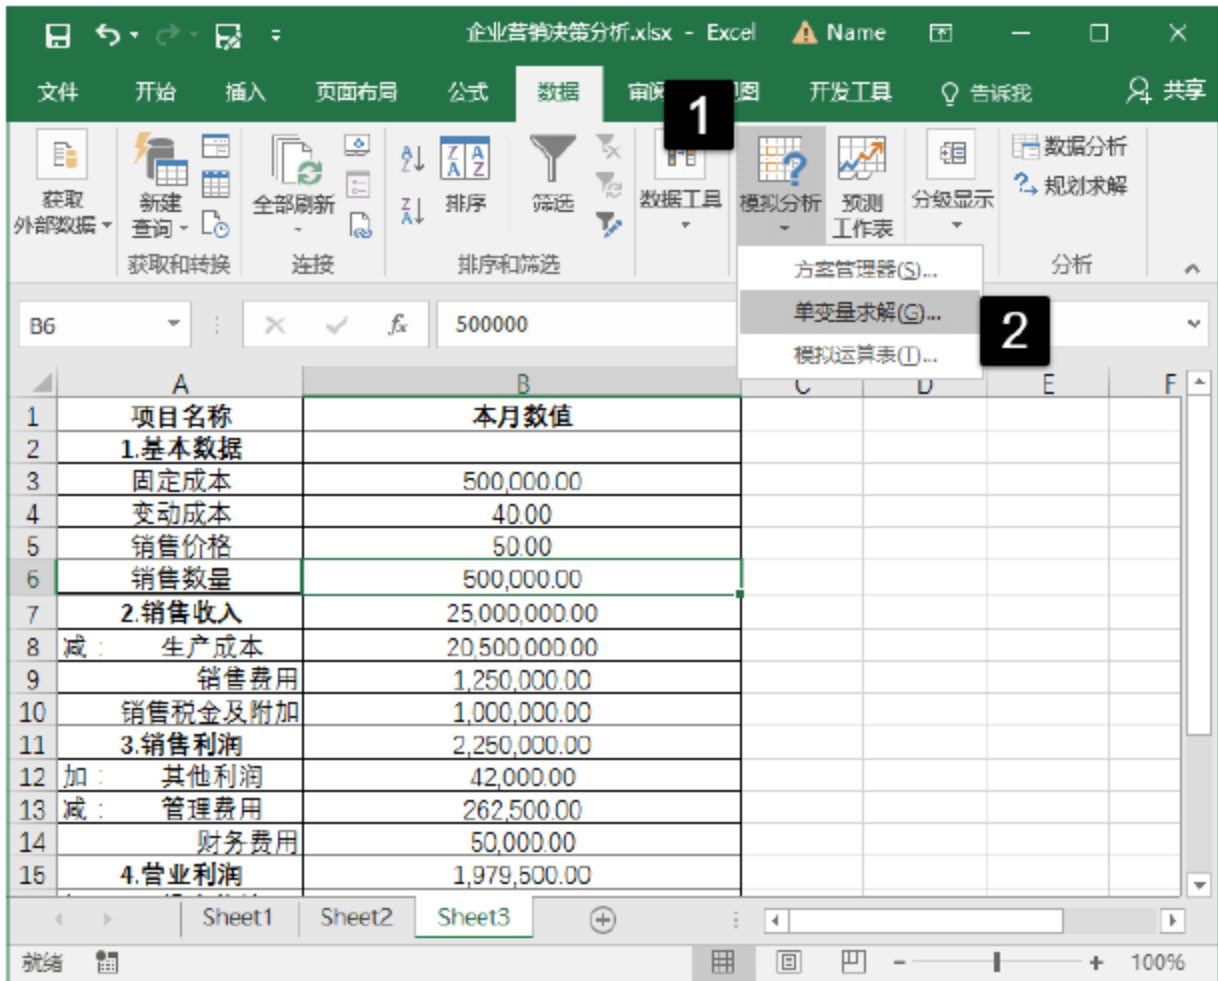 企业营销决策分析.xlsx - Excel Name
文件 开始 插入 页面布局 公式 数据 审阅 图 开发工具 告诉我 共享
1
获取 外部数据
新建 查询
全部刷新
排序
筛选
数据工具
模拟分析
预测 工作表
分级显示
数据分析
规划求解
获取和转换 连接 排序和筛选 分析
方案管理器(S)...
单变量求解(G)...
2
模拟运算表(T)...
B6 fx 500000
A B C D E F
1 项目名称 本月数值
2 1.基本数据
3 固定成本 500,000.00
4 变动成本 40.00
5 销售价格 50.00
6 销售数量 500,000.00
7 2.销售收入 25,000,000.00
8 减: 生产成本 20,500,000.00
9 销售费用 1,250,000.00
10 销售税金及附加 1,000,000.00
11 3.销售利润 2,250,000.00
12 加: 其他利润 42,000.00
13 减: 管理费用 262,500.00
14 财务费用 50,000.00
15 4.营业利润 1,979,500.00
Sheet1 Sheet2 Sheet3
就绪 100%